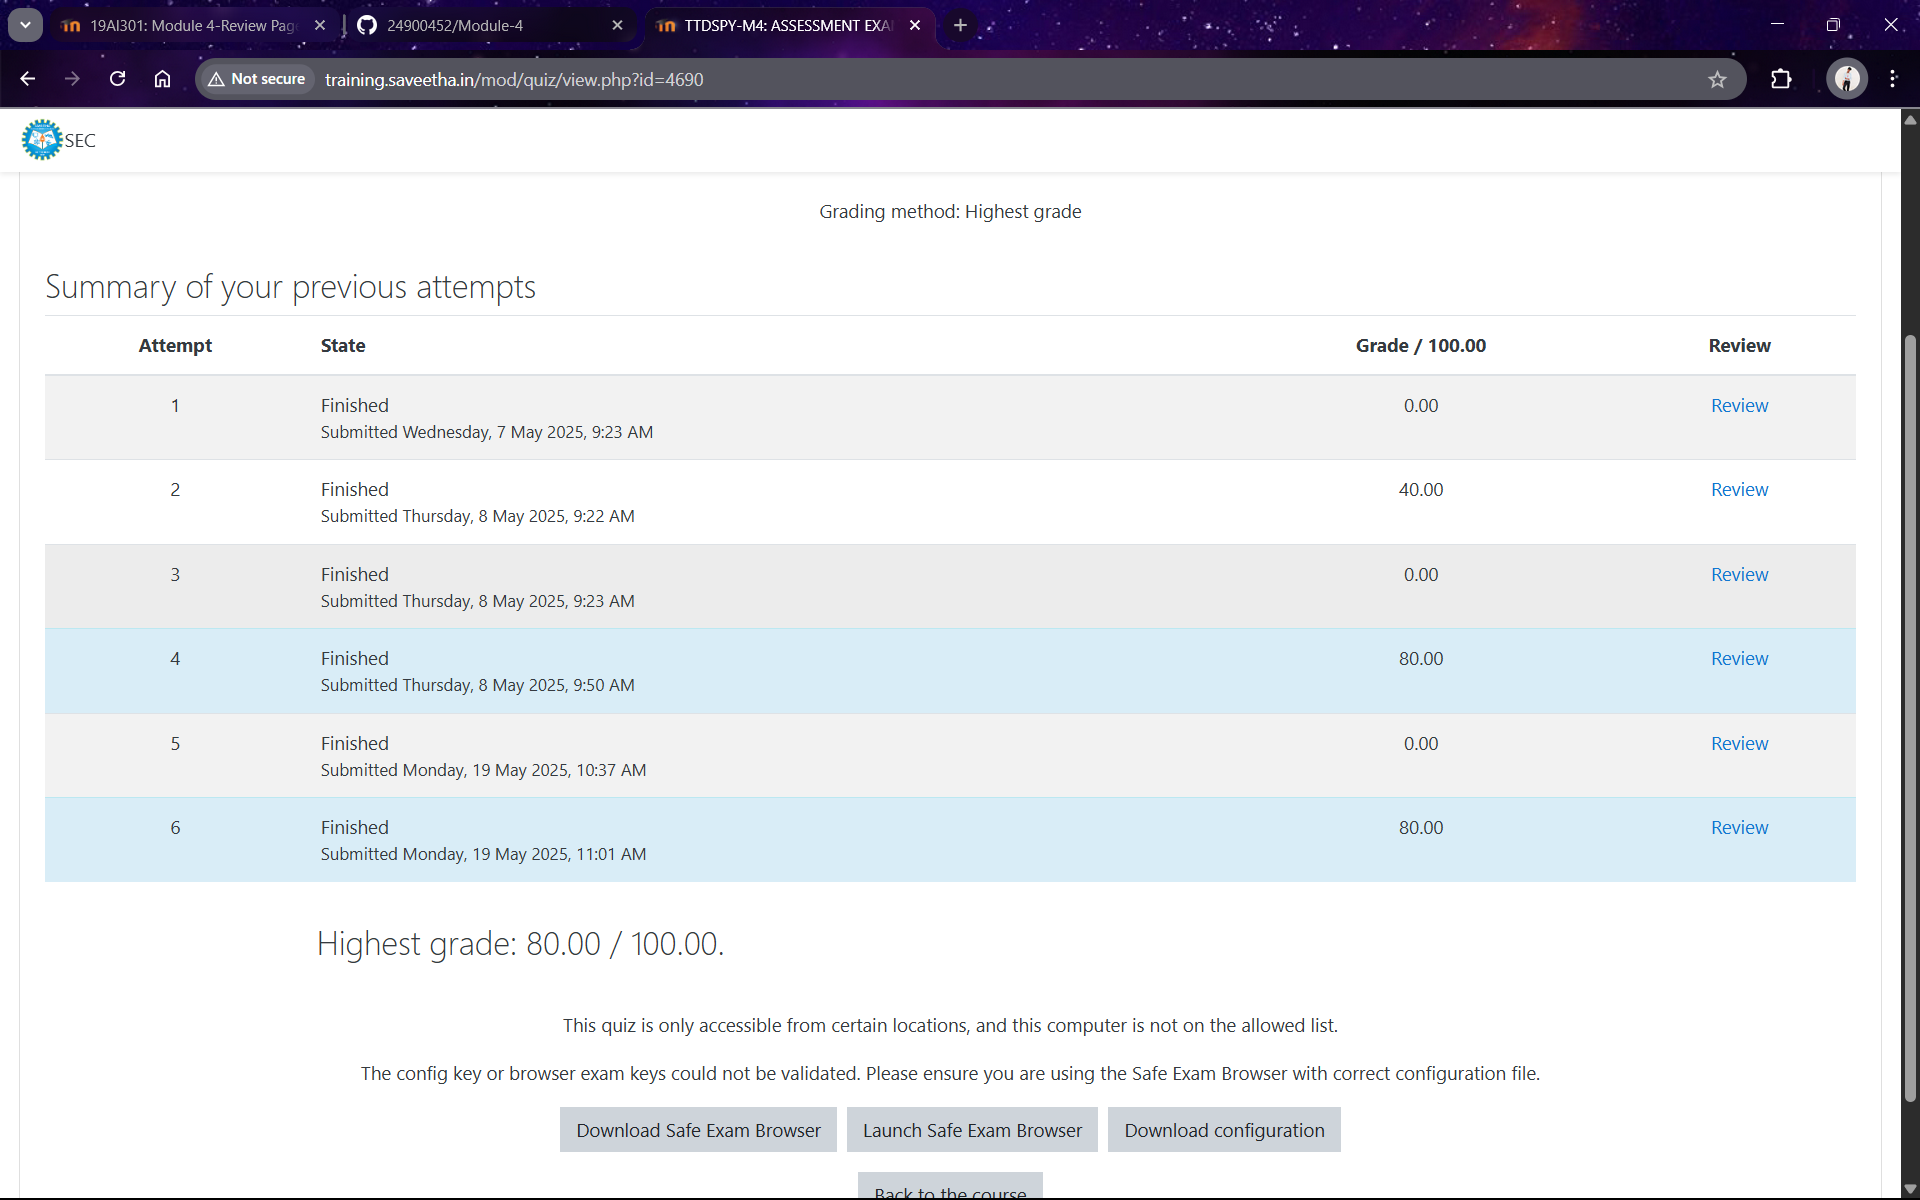 19AI301: Module 4-Review Pag
24900452/Module-4
TTDSPY-M4: ASSESSMENT EXA
Not secure
training.saveetha.in/mod/quiz/view.php?id=4690
SEC
Grading method: Highest grade
Summary of your previous attempts
Attempt State Grade / 100.00 Review
1 Finished 0.00 Review
Submitted Wednesday, 7 May 2025, 9:23 AM
2 Finished 40.00 Review
Submitted Thursday, 8 May 2025, 9:22 AM
3 Finished 0.00 Review
Submitted Thursday, 8 May 2025, 9:23 AM
4 Finished 80.00 Review
Submitted Thursday, 8 May 2025, 9:50 AM
5 Finished 0.00 Review
Submitted Monday, 19 May 2025, 10:37 AM
6 Finished 80.00 Review
Submitted Monday, 19 May 2025, 11:01 AM
Highest grade: 80.00 / 100.00.
This quiz is only accessible from certain locations, and this computer is not on the allowed list.
The config key or browser exam keys could not be validated. Please ensure you are using the Safe Exam Browser with correct configuration file.
Download Safe Exam Browser Launch Safe Exam Browser Download configuration
Back to the course